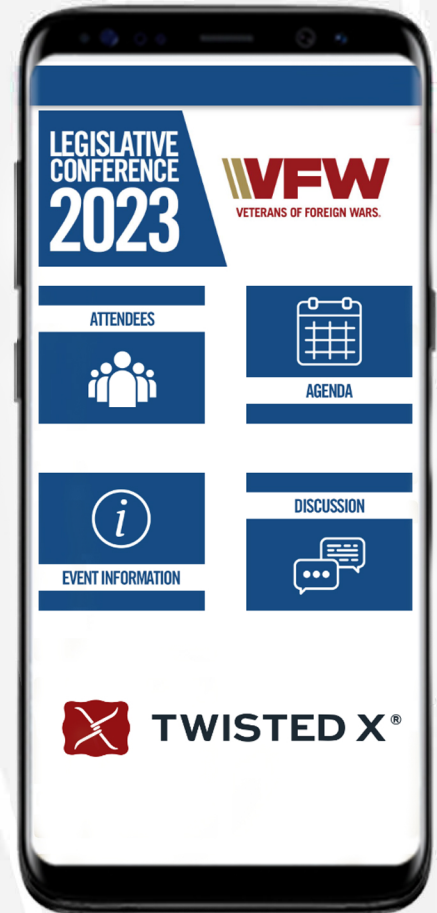 LEGISLATIVE
CONFERENCE
2023
VFW
VETERANS OF FOREIGN WARS.
ATTENDEES
AGENDA
i
EVENT INFORMATION
DISCUSSION
TWISTED X®